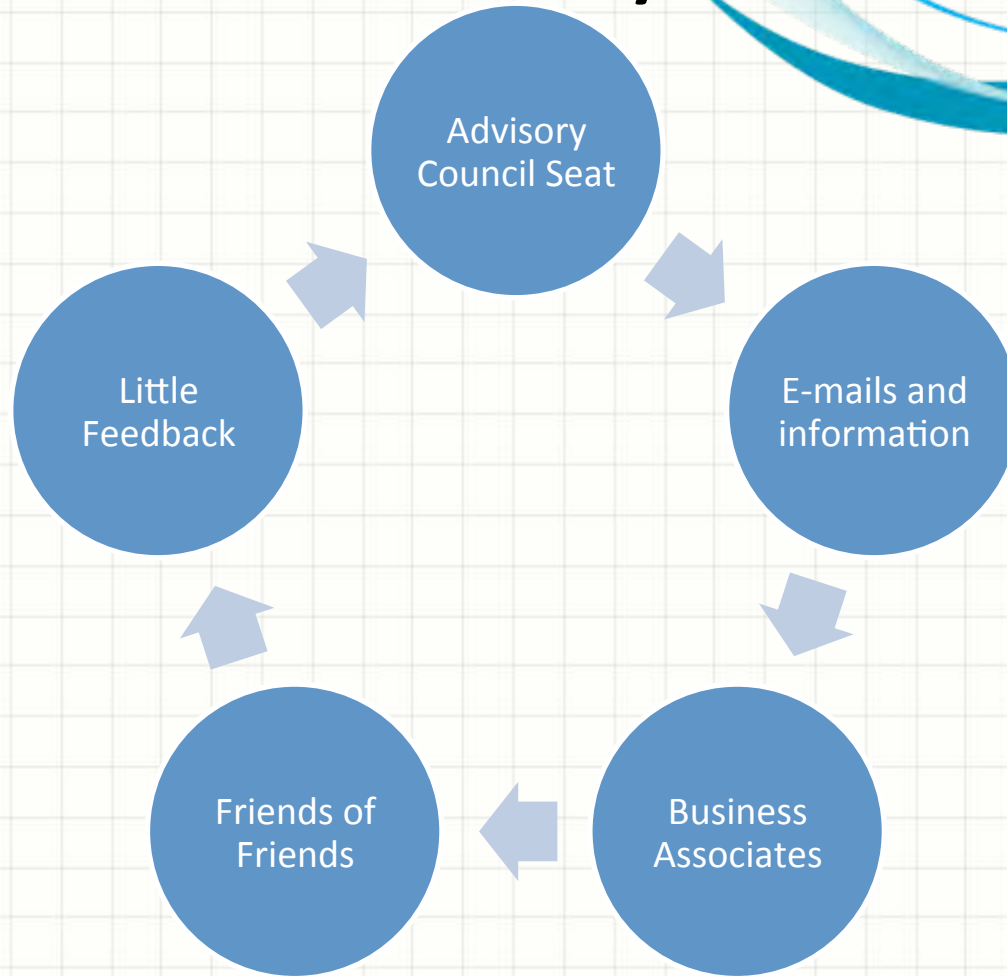 Advisory
Council Seat
E-mails and
information
Business
Associates
Friends of
Friends
Little
Feedback